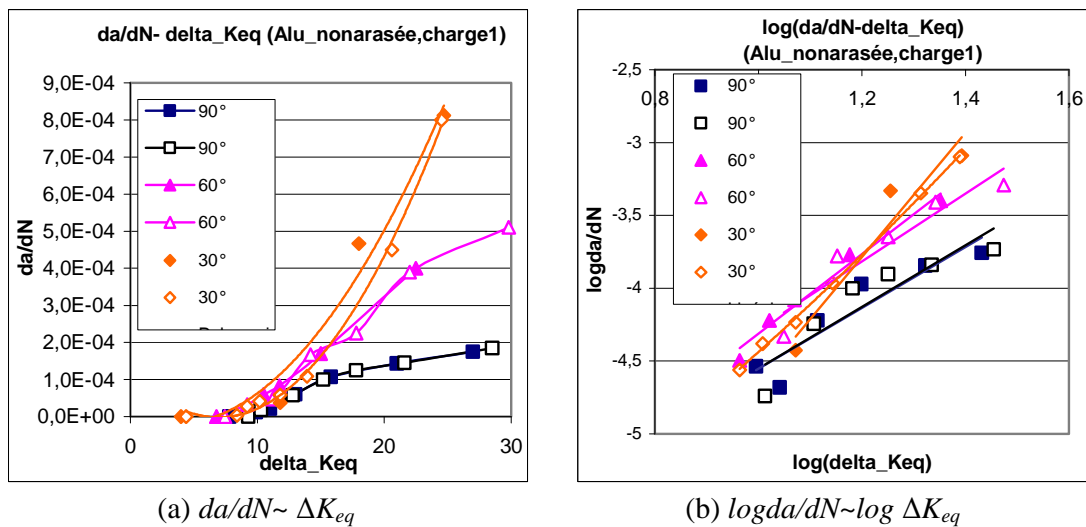 da/dN- delta_Keq (Alu_nonarasée,charge1)
9,0E-04
8,0E-04
7,0E-04
6,0E-04
5,0E-04
4,0E-04
3,0E-04
2,0E-04
1,0E-04
0,0E+00
da/dN
90°
90°
60°
60°
30°
30°
0
10
20
30
delta_Keq
(a) da/dN~ ΔKeq
log(da/dN-delta_Keq)
(Alu_nonarasée,charge1)
-2,5
0,8
1
1,2
1,4
1,6
-3
-3,5
-4
-4,5
-5
logda/dN
90°
90°
60°
60°
30°
30°
log(delta_Keq)
(b) logda/dN~log ΔKeq